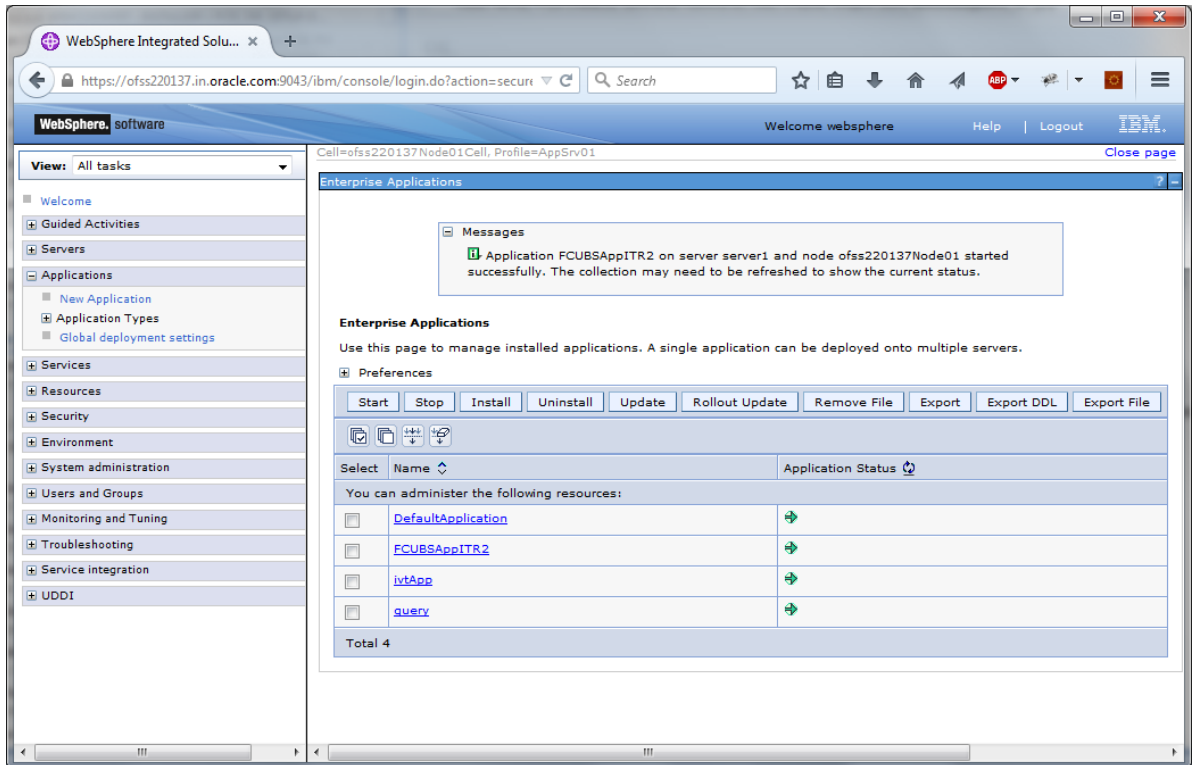 WebSphere Integrated Solu...
https://ofss220137.in.oracle.com:9043/ibm/console/login.do?action=secure
Search
ABP
WebSphere. software
Welcome websphere
Help | Logout
IBM.
View: All tasks
Welcome
Guided Activities
Servers
Applications
New Application
Application Types
Global deployment settings
Services
Resources
Security
Environment
System administration
Users and Groups
Monitoring and Tuning
Troubleshooting
Service integration
UDDI
Cell=ofss220137Node01Cell, Profile=AppSrv01
Close page
Enterprise Applications
?
Messages
Application FCUBSAppITR2 on server server1 and node ofss220137Node01 started
successfully. The collection may need to be refreshed to show the current status.
Enterprise Applications
Use this page to manage installed applications. A single application can be deployed onto multiple servers.
Preferences
Start Stop Install Uninstall Update Rollout Update Remove File Export Export DDL Export File
Select Name Application Status
You can administer the following resources:
DefaultApplication
FCUBSAppITR2
ivtApp
query
Total 4